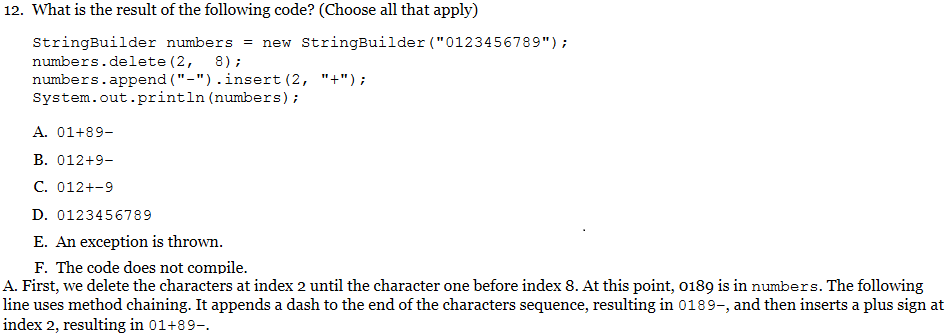 12. What is the result of the following code? (Choose all that apply)
StringBuilder numbers = new StringBuilder("0123456789");
numbers.delete(2, 8);
numbers.append("-").insert(2, "+");
System.out.println(numbers);
A. 01+89–
B. 012+9–
C. 012+–9
D. 0123456789
E. An exception is thrown.
F. The code does not compile.
A. First, we delete the characters at index 2 until the character one before index 8. At this point, 0189 is in numbers. The following
line uses method chaining. It appends a dash to the end of the characters sequence, resulting in 0189–, and then inserts a plus sign at
index 2, resulting in 01+89–.